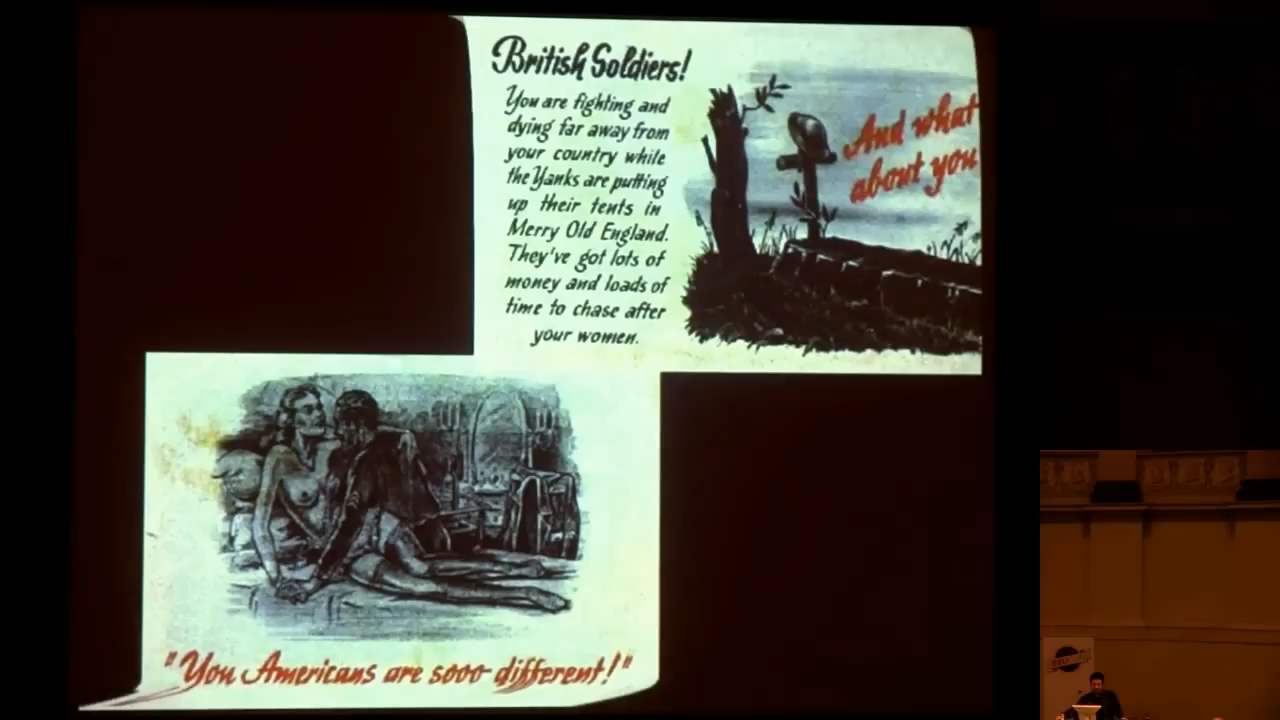 British Soldiers!
You are fighting and
dying far away from
your country while
the Yanks are putting
up their tents in
Merry Old England.
They've got lots of
money and loads of
time to chase after
your women.
And what
about you
"You Americans are sooo different!"